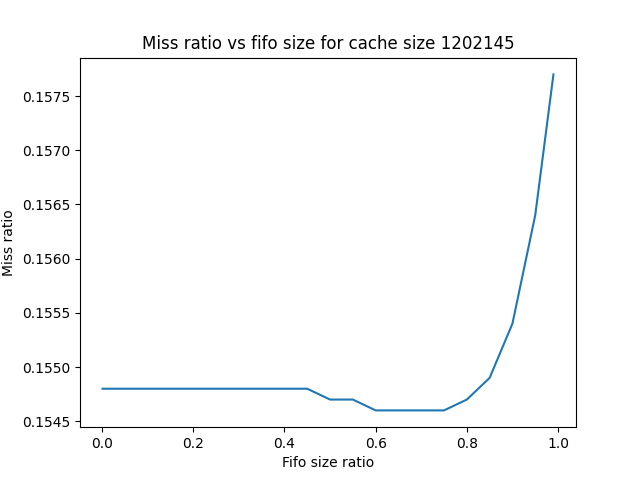 Miss ratio vs fifo size for cache size 1202145
Miss ratio
0.1575
0.1570
0.1565
0.1560
0.1555
0.1550
0.1545
0.0 0.2 0.4 0.6 0.8 1.0
Fifo size ratio